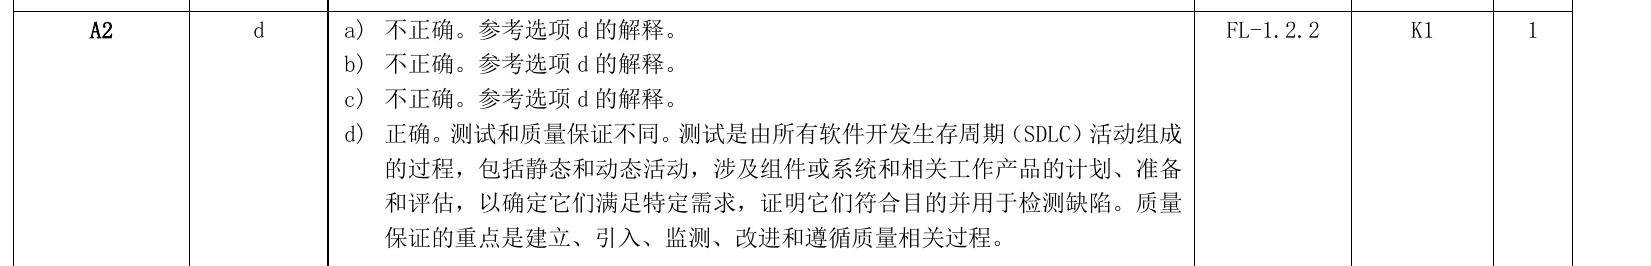 A2 d a) 不正确。参考选项 d 的解释。 FL-1.2.2 K1 1
b) 不正确。参考选项 d 的解释。
c) 不正确。参考选项 d 的解释。
d) 正确。测试和质量保证不同。测试是由所有软件开发生存周期（SDLC）活动组成
的过程，包括静态和动态活动，涉及组件或系统和相关工作产品的计划、准备
和评估，以确定它们满足特定需求，证明它们符合目的并用于检测缺陷。质量
保证的重点是建立、引入、监测、改进和遵循质量相关过程。